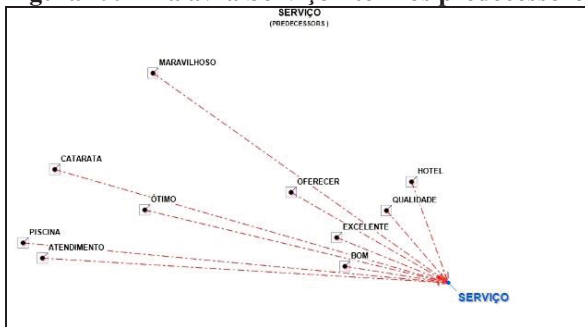 SERVIÇO
(PREDECESSORS)
MARAVILHOSO
CATARATA
HOTEL
OFERECER
ÓTIMO
QUALIDADE
EXCELENTE
PISCINA
ATENDIMENTO
BOM
SERVIÇO